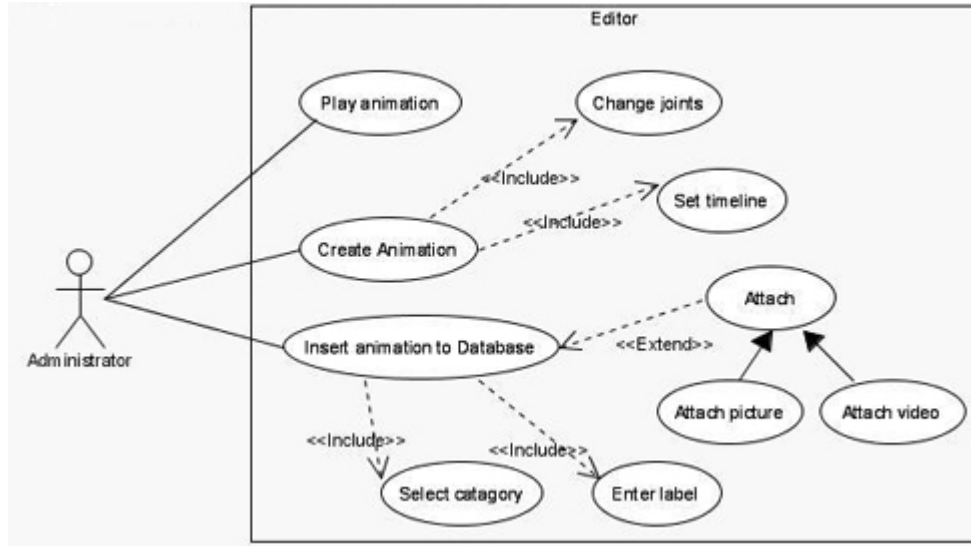 Editor
Play animation
Change joints
<<Include>>
Set timeline
<<Include>>
Create Animation
Attach
Insert animation to Database
<<Extend>>
Administrator
Attach picture
Attach video
<<Include>>
<<Include>>
Select catagory
Enter label